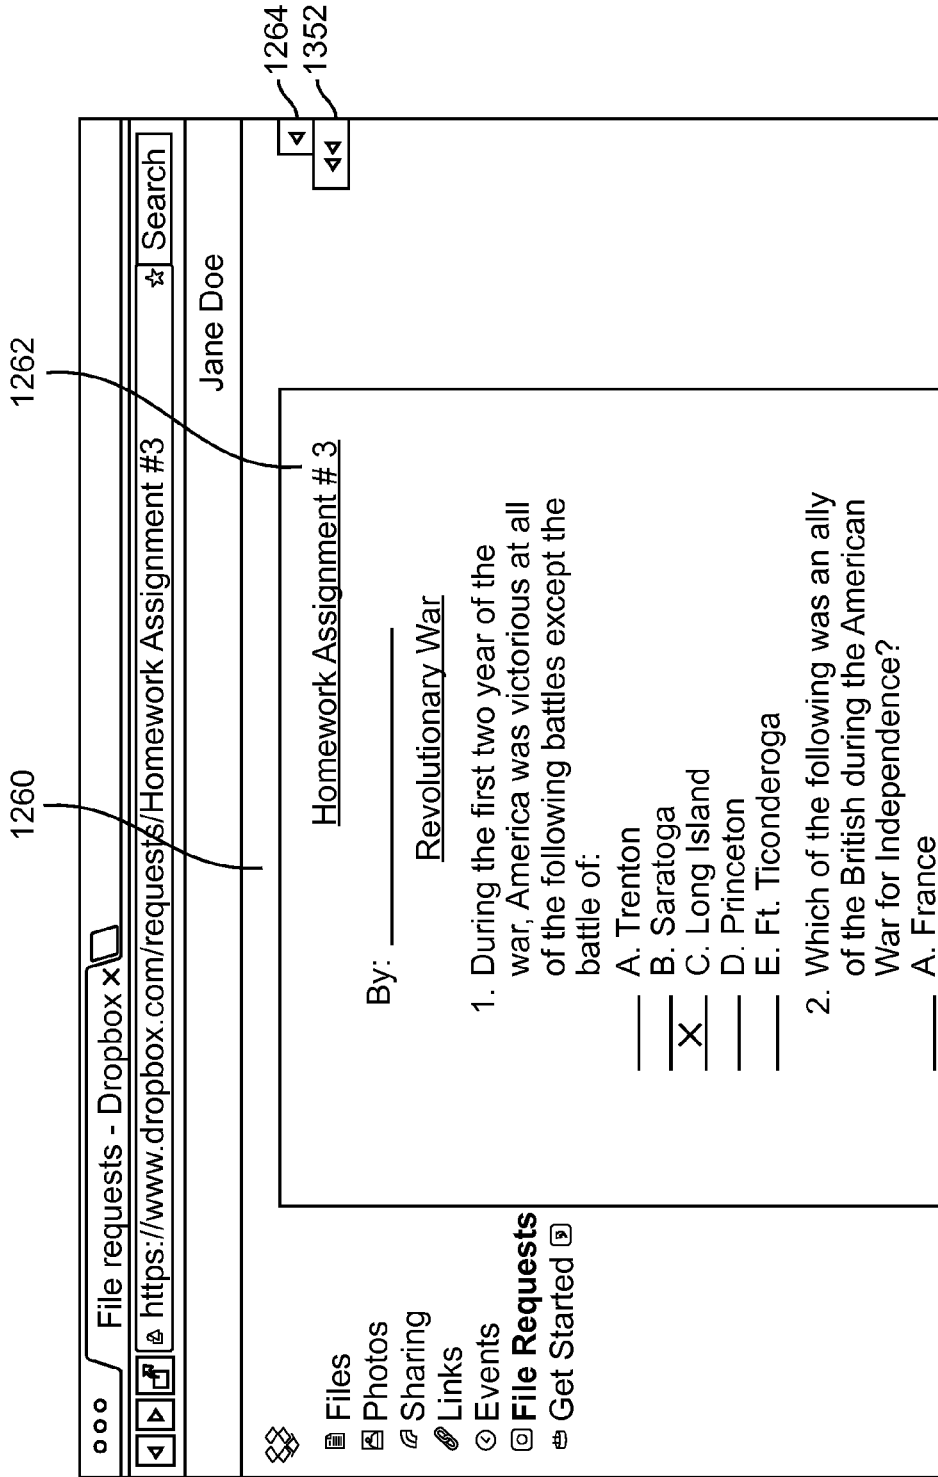 1260
1262
1264
1352
File requests - Dropbox ×
https://www.dropbox.com/requests/Homework Assignment #3
Search
Jane Doe
Files
Photos
Sharing
Links
Events
File Requests
Get Started
Homework Assignment # 3
By:
Revolutionary War
1. During the first two year of the
war, America was victorious at all
of the following battles except the
battle of:
A. Trenton
B. Saratoga
X C. Long Island
D. Princeton
E. Ft. Ticonderoga
2. Which of the following was an ally
of the British during the American
War for Independence?
A. France